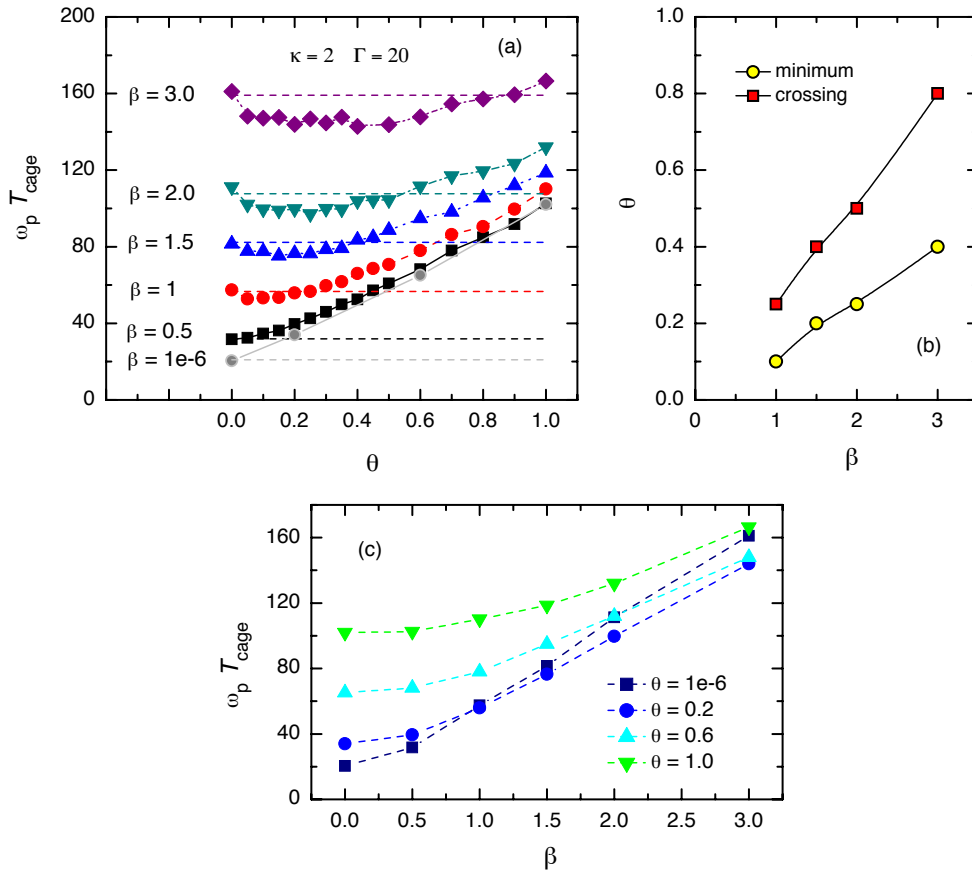 (a)
κ = 2 Γ = 20
β = 3.0
β = 2.0
β = 1.5
β = 1
β = 0.5
β = 1e-6
200
160
120
80
40
0
ω_p T_cage
0.0 0.2 0.4 0.6 0.8 1.0
θ
minimum
crossing
(b)
1.0
0.8
0.6
0.4
0.2
0.0
θ
0 1 2 3
β
(c)
160
120
80
40
0
ω_p T_cage
θ = 1e-6
θ = 0.2
θ = 0.6
θ = 1.0
0.0 0.5 1.0 1.5 2.0 2.5 3.0
β